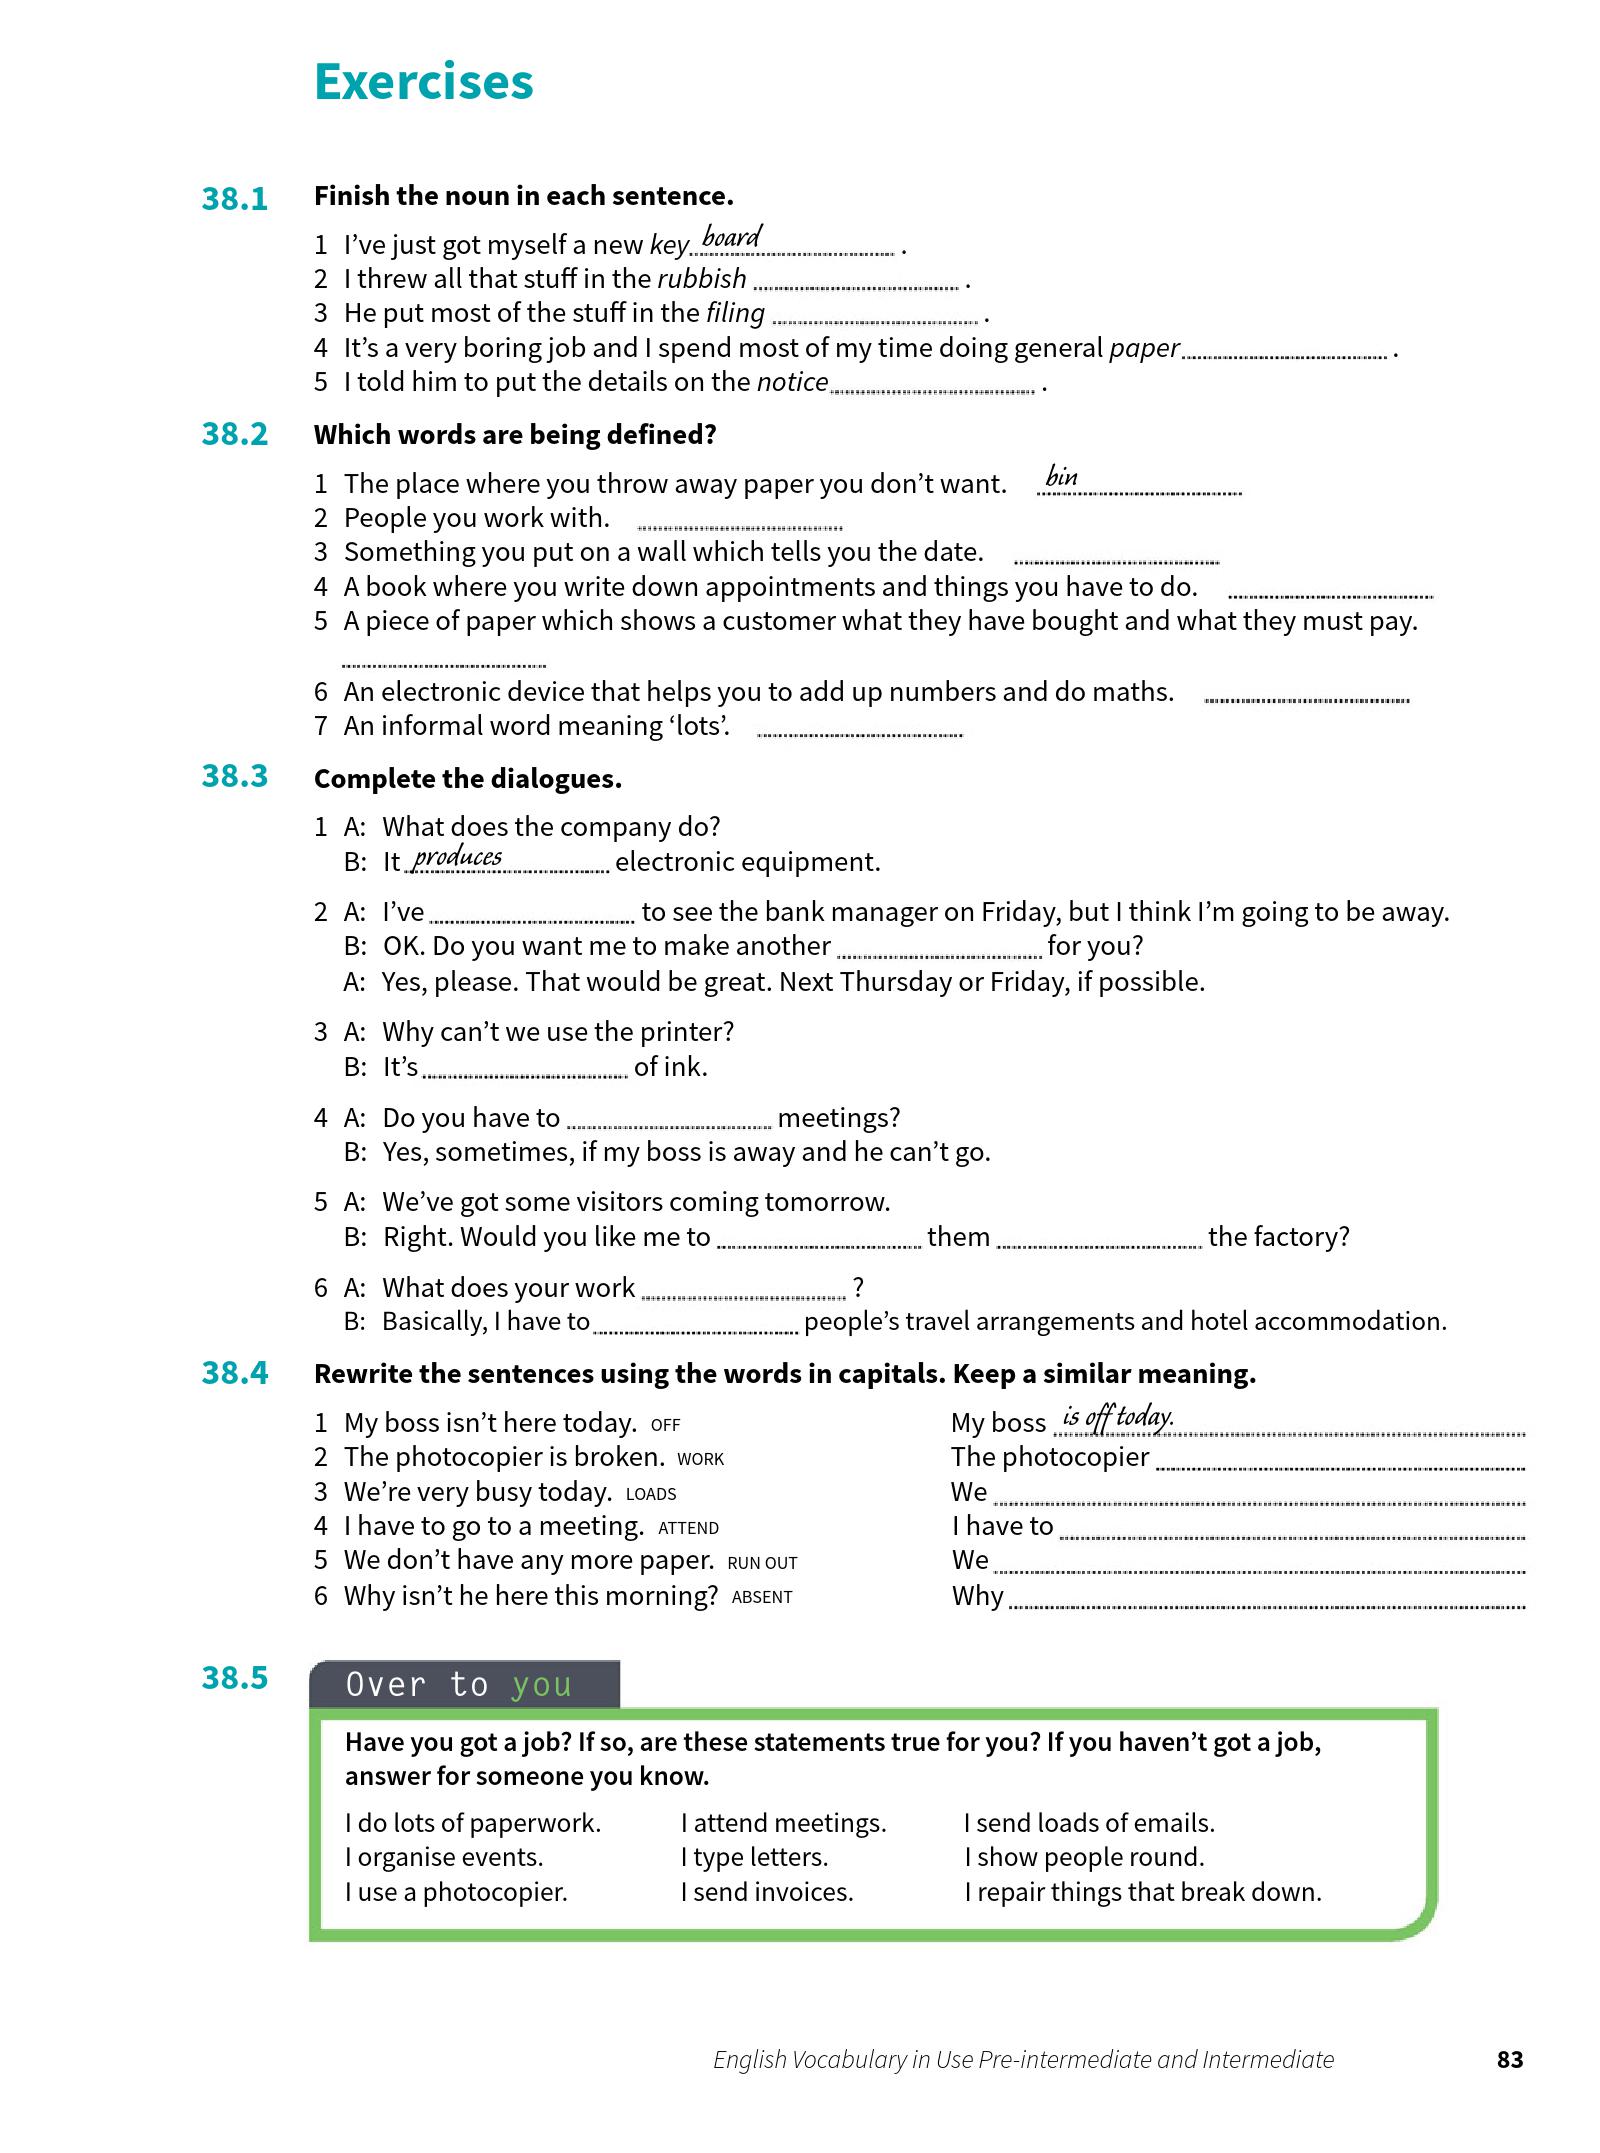 Exercises
38.1 Finish the noun in each sentence.
1 I’ve just got myself a new key board .
2 I threw all that stuff in the rubbish .
3 He put most of the stuff in the filing .
4 It’s a very boring job and I spend most of my time doing general paper .
5 I told him to put the details on the notice .
38.2 Which words are being defined?
1 The place where you throw away paper you don’t want. bin
2 People you work with.
3 Something you put on a wall which tells you the date.
4 A book where you write down appointments and things you have to do.
5 A piece of paper which shows a customer what they have bought and what they must pay.
6 An electronic device that helps you to add up numbers and do maths.
7 An informal word meaning ‘lots’.
38.3 Complete the dialogues.
1 A: What does the company do?
B: It produces electronic equipment.
2 A: I’ve to see the bank manager on Friday, but I think I’m going to be away.
B: OK. Do you want me to make another for you?
A: Yes, please. That would be great. Next Thursday or Friday, if possible.
3 A: Why can’t we use the printer?
B: It’s of ink.
4 A: Do you have to meetings?
B: Yes, sometimes, if my boss is away and he can’t go.
5 A: We’ve got some visitors coming tomorrow.
B: Right. Would you like me to them the factory?
6 A: What does your work ?
B: Basically, I have to people’s travel arrangements and hotel accommodation.
38.4 Rewrite the sentences using the words in capitals. Keep a similar meaning.
1 My boss isn’t here today. OFF My boss is off today.
2 The photocopier is broken. WORK The photocopier
3 We’re very busy today. LOADS We
4 I have to go to a meeting. ATTEND I have to
5 We don’t have any more paper. RUN OUT We
6 Why isn’t he here this morning? ABSENT Why
38.5 Over to you
Have you got a job? If so, are these statements true for you? If you haven’t got a job,
answer for someone you know.
I do lots of paperwork. I attend meetings. I send loads of emails.
I organise events. I type letters. I show people round.
I use a photocopier. I send invoices. I repair things that break down.
English Vocabulary in Use Pre-intermediate and Intermediate 83